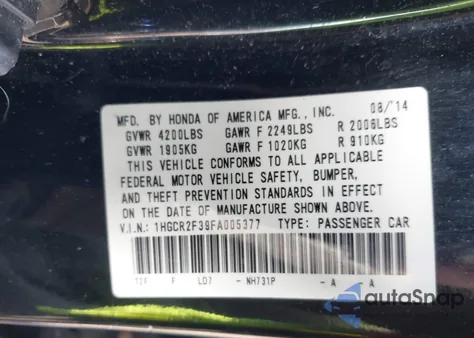 MFD. BY HONDA OF AMERICA MFG., INC. 08/'14
GVWR 4200LBS GAWR F 2249LBS R 2006LBS
GVWR 1905KG GAWR F 1020KG R 910KG
THIS VEHICLE CONFORMS TO ALL APPLICABLE
FEDERAL MOTOR VEHICLE SAFETY, BUMPER,
AND THEFT PREVENTION STANDARDS IN EFFECT
ON THE DATE OF MANUFACTURE SHOWN ABOVE.
V.I.N.: 1HGCR2F38FA005377 TYPE: PASSENGER CAR
F LD7 - NH731P - A A
autoSnap